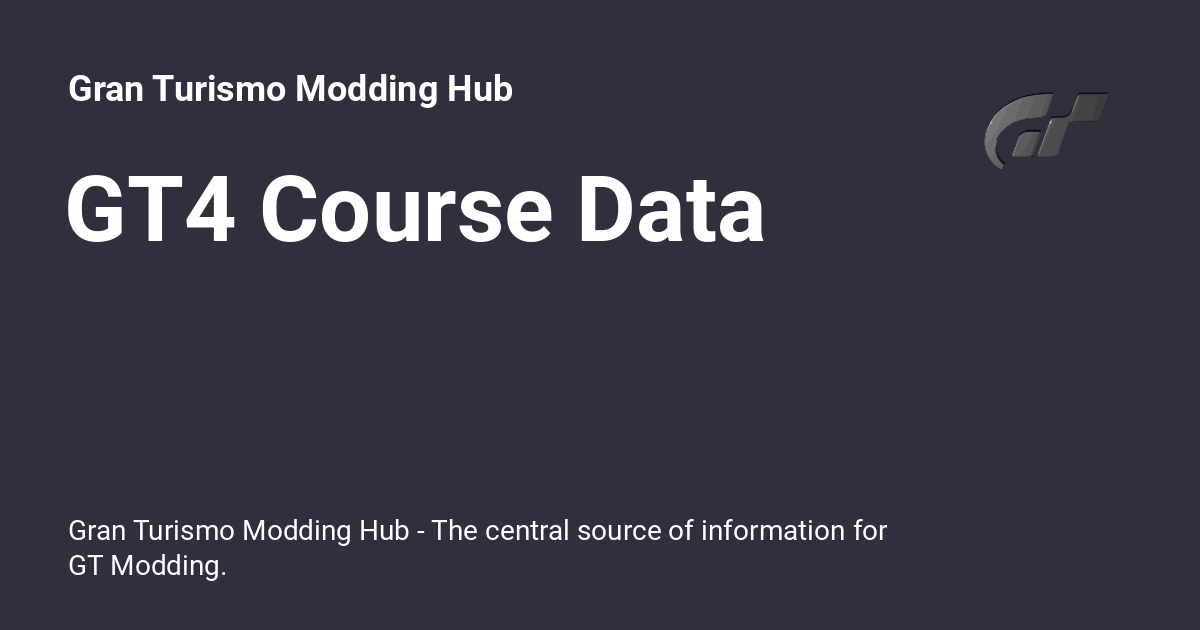 Gran Turismo Modding Hub
GT4 Course Data
Gran Turismo Modding Hub - The central source of information for
GT Modding.